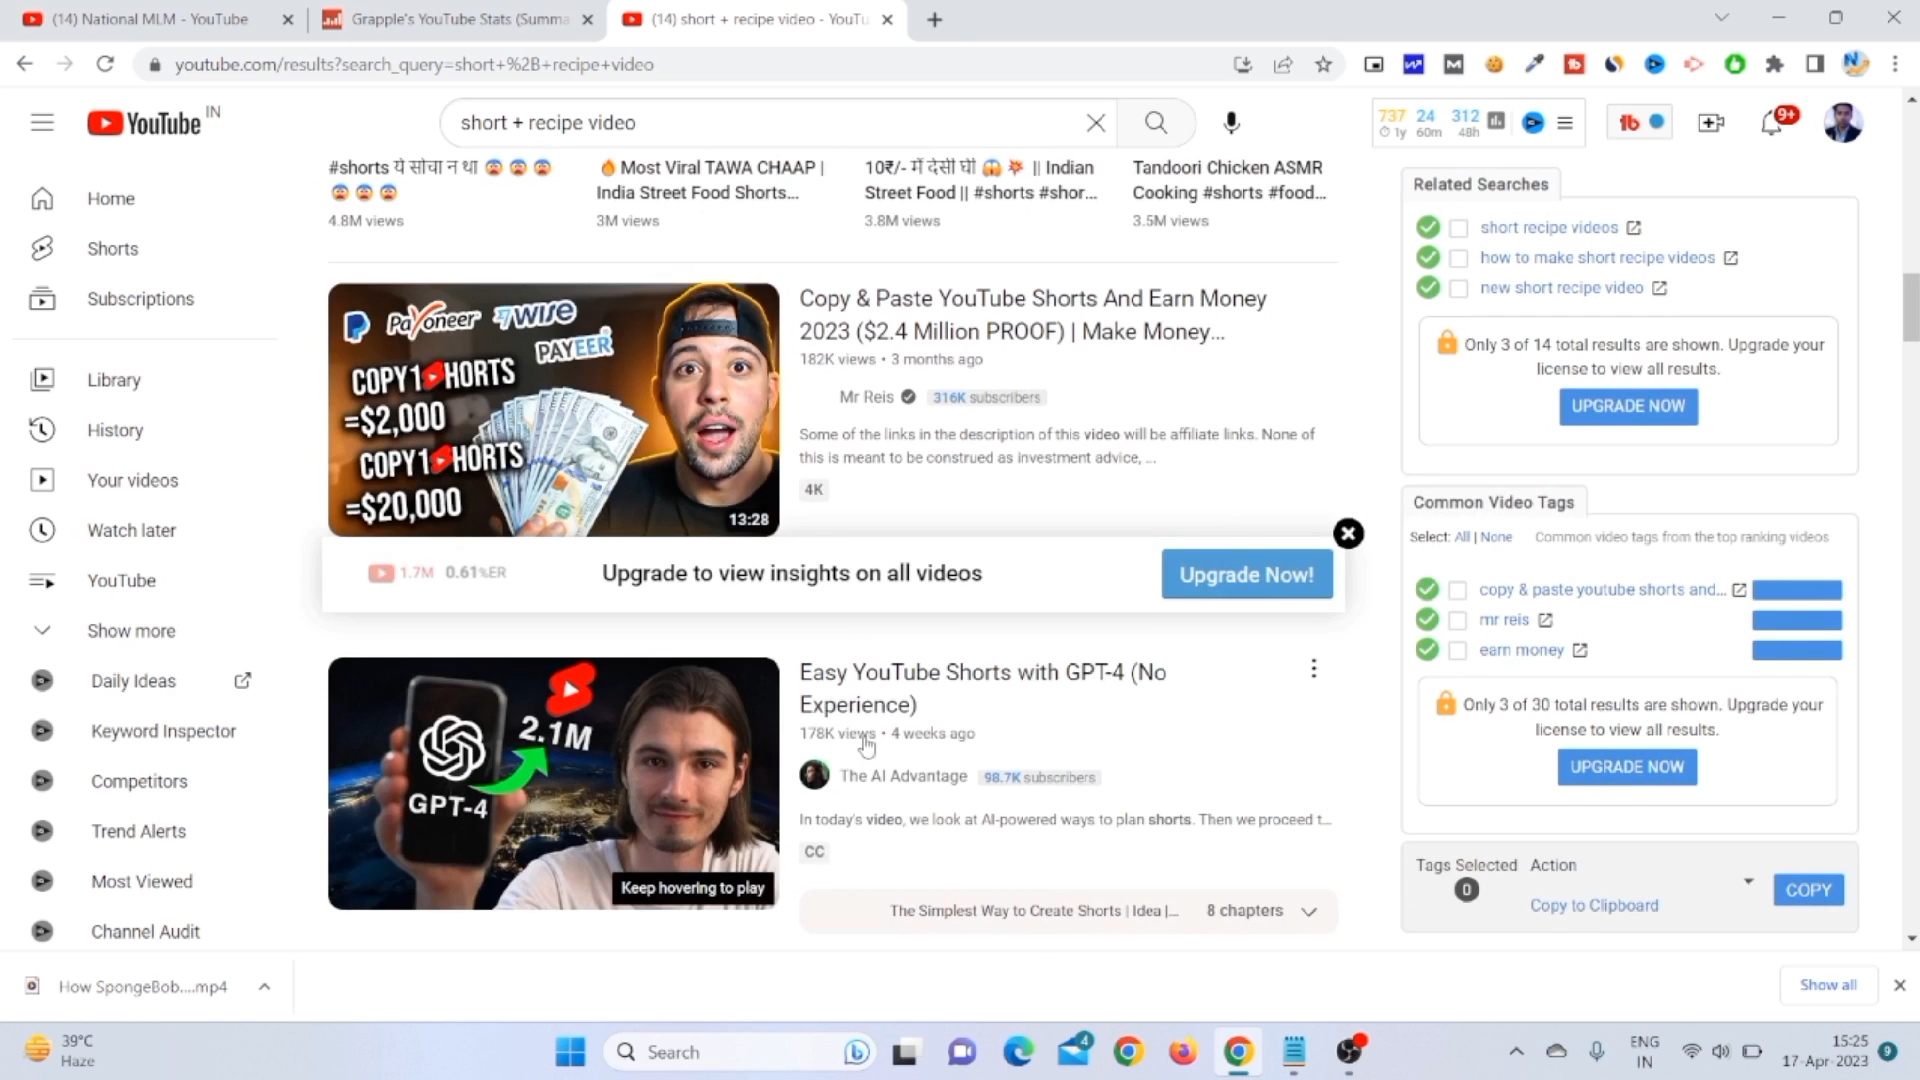 (14) National MLM - YouTube
Grapple's YouTube Stats (Summa
(14) short + recipe video - YouTu
youtube.com/results?search_query=short+%2B+recipe+video
YouTube IN
short + recipe video
737 24 312
1y 60m 48h
9+
Home
Shorts
Subscriptions
Library
History
Your videos
Watch later
YouTube
Show more
Daily Ideas
Keyword Inspector
Competitors
Trend Alerts
Most Viewed
Channel Audit
#shorts ये सोचा न था 😨 😨 😨
😨 😨 😨
4.8M views
🔥 Most Viral TAWA CHAAP |
India Street Food Shorts...
3M views
10₹/- में देसी घी 😱 💥 || Indian
Street Food || #shorts #shor...
3.8M views
Tandoori Chicken ASMR
Cooking #shorts #food...
3.5M views
Payoneer
7WISE
PAYEER
COPY 1 SHORTS
=$2,000
COPY 1 SHORTS
=$20,000
13:28
Copy & Paste YouTube Shorts And Earn Money
2023 ($2.4 Million PROOF) | Make Money...
182K views • 3 months ago
Mr Reis 316K subscribers
Some of the links in the description of this video will be affiliate links. None of
this is meant to be construed as investment advice, ...
4K
1.7M 0.61%ER
Upgrade to view insights on all videos
Upgrade Now!
2.1M
GPT-4
Keep hovering to play
Easy YouTube Shorts with GPT-4 (No
Experience)
178K views • 4 weeks ago
The AI Advantage 98.7K subscribers
In today's video, we look at AI-powered ways to plan shorts. Then we proceed t...
CC
The Simplest Way to Create Shorts | Idea |...
8 chapters
Related Searches
short recipe videos
how to make short recipe videos
new short recipe video
Only 3 of 14 total results are shown. Upgrade your
license to view all results.
UPGRADE NOW
Common Video Tags
Select: All | None Common video tags from the top ranking videos
copy & paste youtube shorts and...
mr reis
earn money
Only 3 of 30 total results are shown. Upgrade your
license to view all results.
UPGRADE NOW
Tags Selected Action
0
Copy to Clipboard
COPY
How SpongeBob....mp4
Show all
39°C
Haze
Search
4
ENG
IN
15:25
17-Apr-2023
9